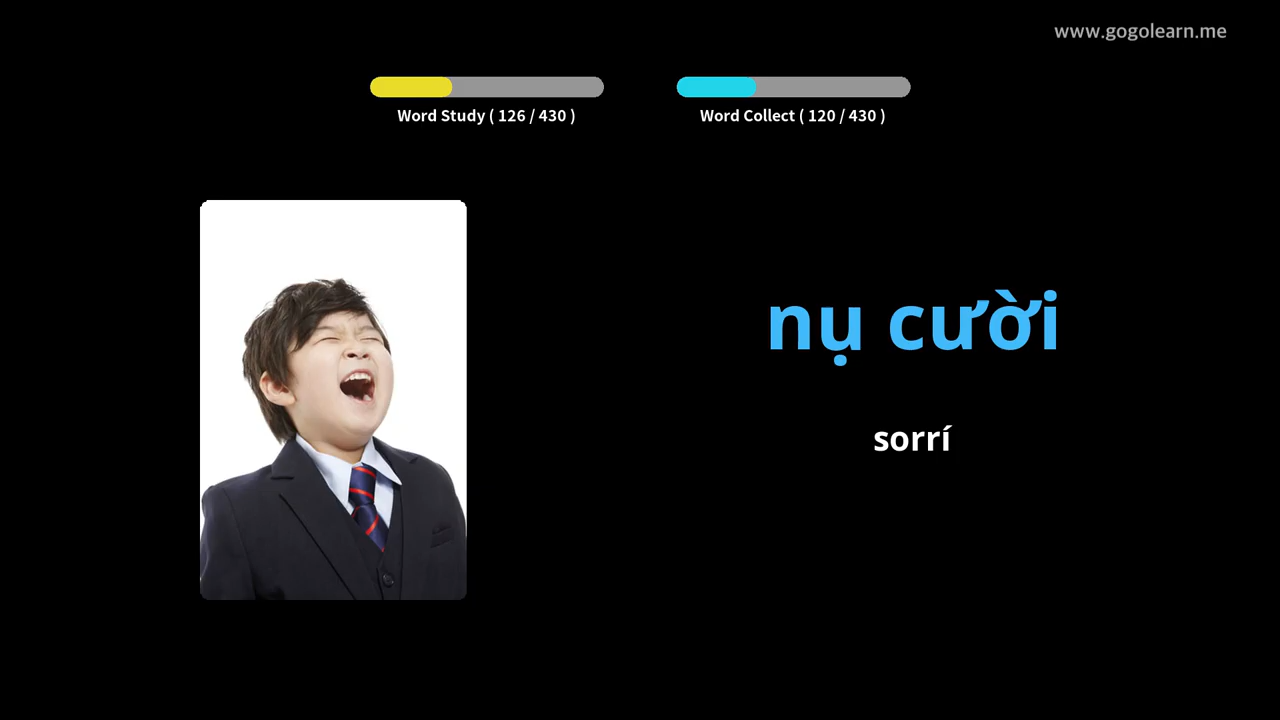 www.gogolearn.me
Word Study ( 126 / 430 )
Word Collect ( 120 / 430 )
nụ cười
sorrí